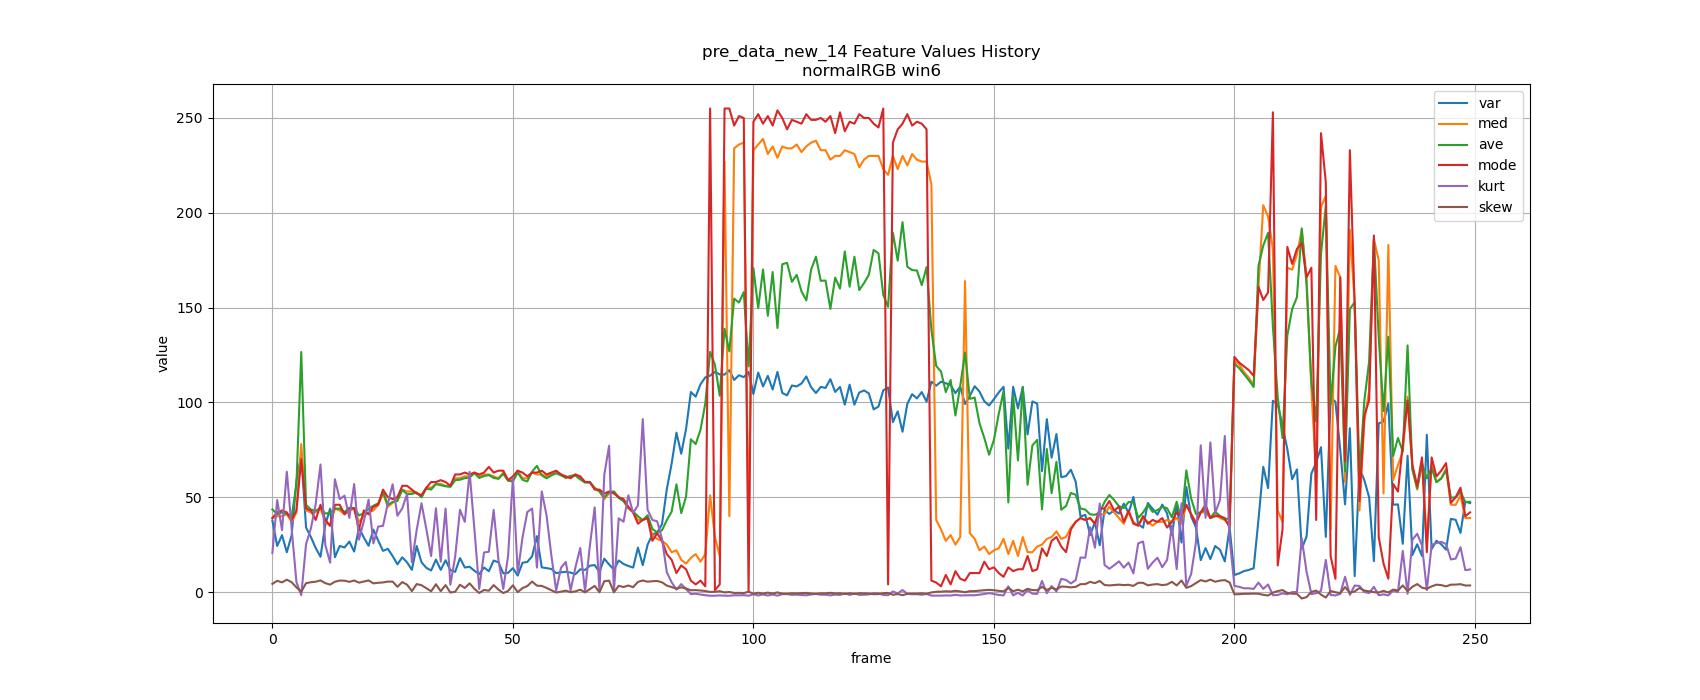 pre_data_new_14 Feature Values History
normalRGB win6
250
200
150
100
50
0
value
0
50
100
150
200
250
frame
var
med
ave
mode
kurt
skew